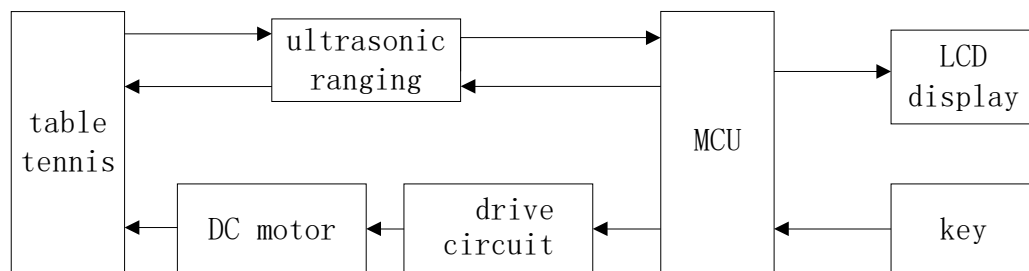 table
tennis
ultrasonic
ranging
MCU
LCD
display
DC motor
drive
circuit
key